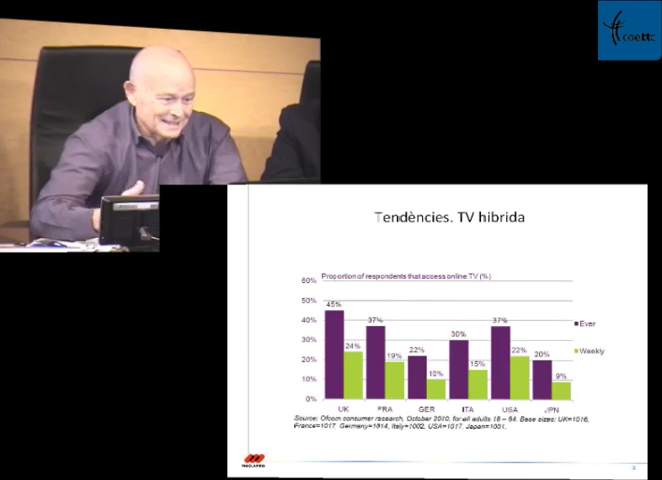 coettc
Tendències. TV hibrida
Proportion of respondents that access online TV (%)
60%
50%
40%
30%
20%
10%
0%
45%
24%
37%
19%
22%
10%
30%
15%
37%
22%
20%
9%
Ever
Weekly
UK FRA GER ITA USA JPN
Source: Ofcom consumer research, October 2010, for all adults 18 – 64. Base sizes: UK=1016,
France=1017 Germany=1014, Italy=1002, USA=1017. Japan=1001.
MEDIAPRO